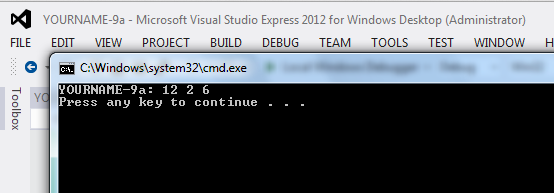 YOURNAME-9a - Microsoft Visual Studio Express 2012 for Windows Desktop (Administrator)
FILE EDIT VIEW PROJECT BUILD DEBUG TEAM TOOLS TEST WINDOW H
C:\Windows\system32\cmd.exe
YOURNAME-9a: 12 2 6
Press any key to continue . . .
Toolbox